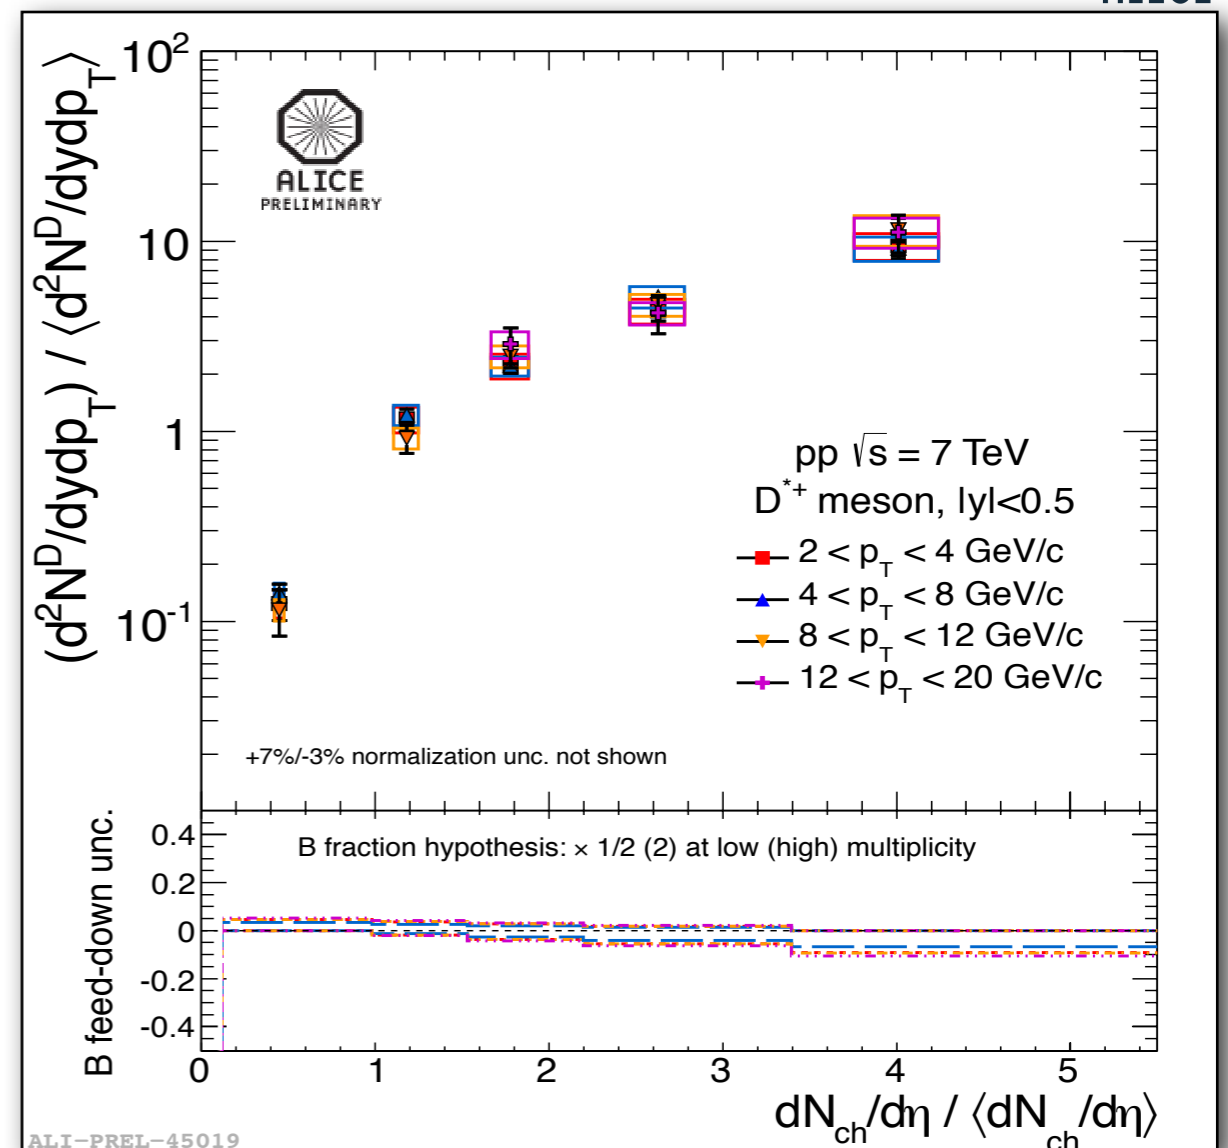 (d²N^D/dydp_T) / ⟨d²N^D/dydp_T⟩
10²
10
1
10⁻¹
ALICE
PRELIMINARY
pp √s = 7 TeV
D*⁺ meson, |y|<0.5
2 < p_T < 4 GeV/c
4 < p_T < 8 GeV/c
8 < p_T < 12 GeV/c
12 < p_T < 20 GeV/c
+7%/-3% normalization unc. not shown
B feed-down unc.
0.4
0.2
0
-0.2
-0.4
B fraction hypothesis: × 1/2 (2) at low (high) multiplicity
0 1 2 3 4 5
dN_ch/dη / ⟨dN_ch/dη⟩
ALI-PREL-45019